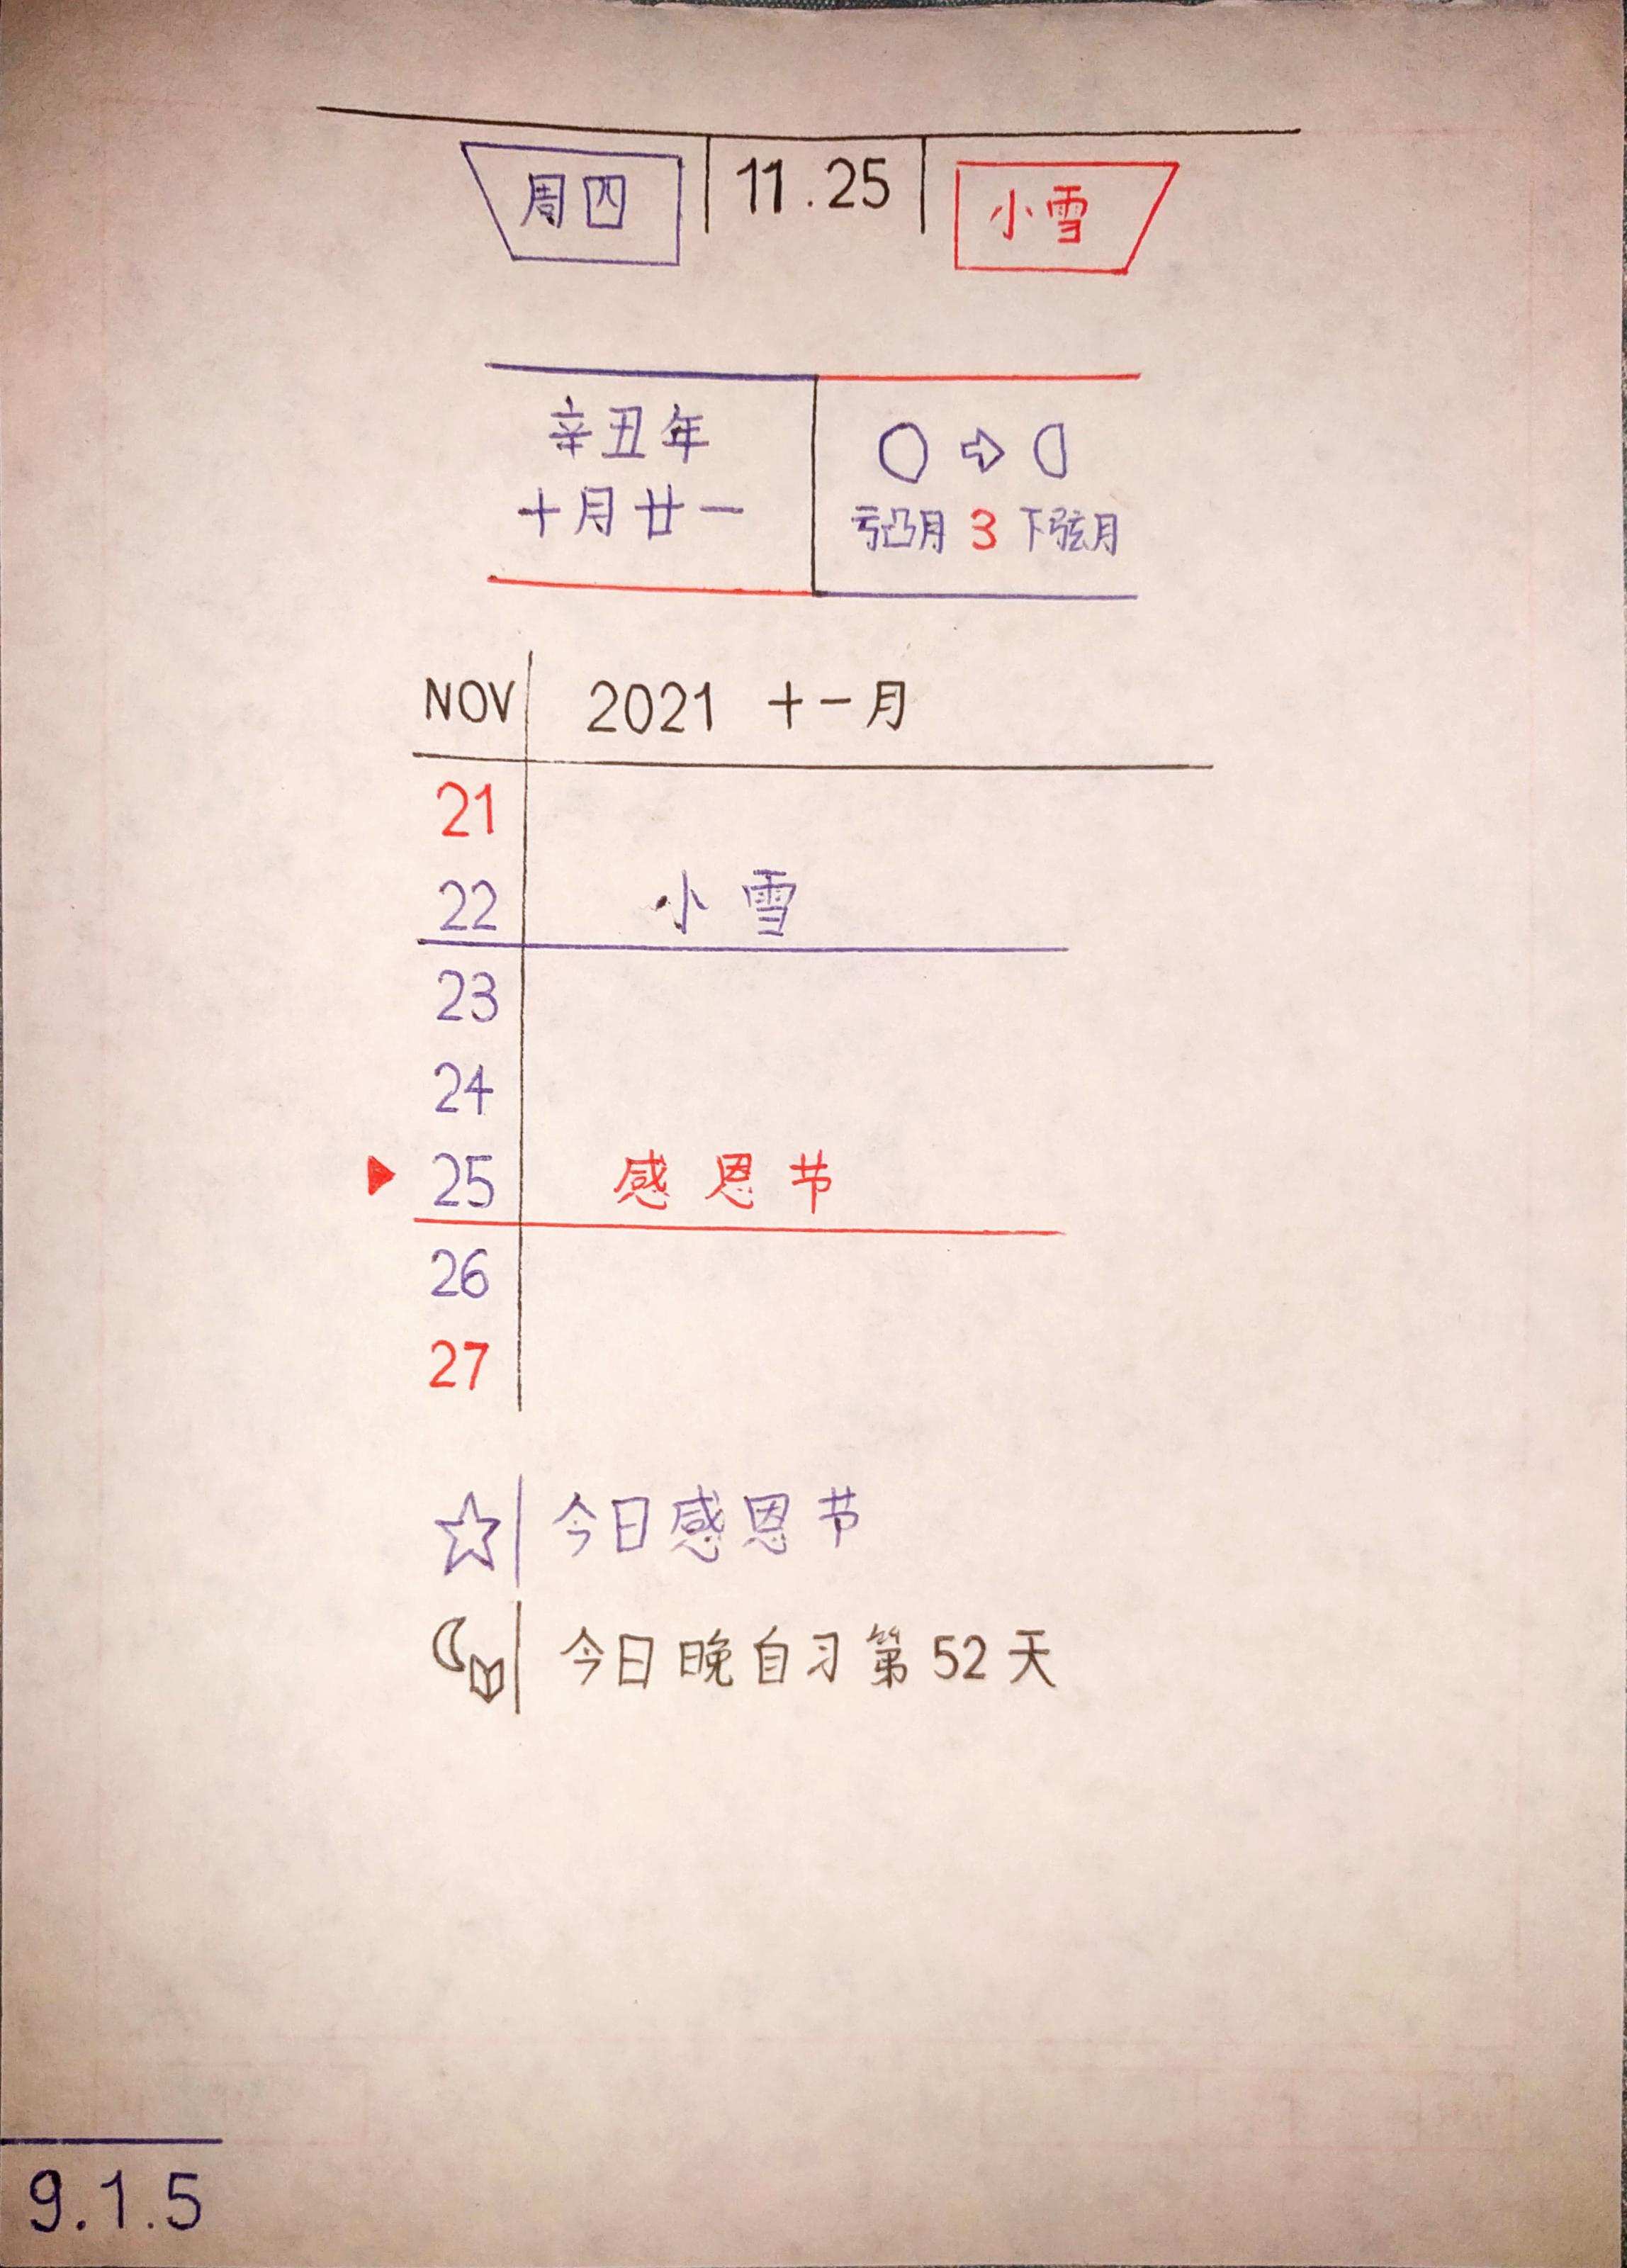 周四 11.25 小雪
辛丑年
十月廿一
亏凸月 3 下弦月
NOV 2021 十一月
21
22 小雪
23
24
25 感恩节
26
27
今日感恩节
今日晚自习第52天
9.1.5